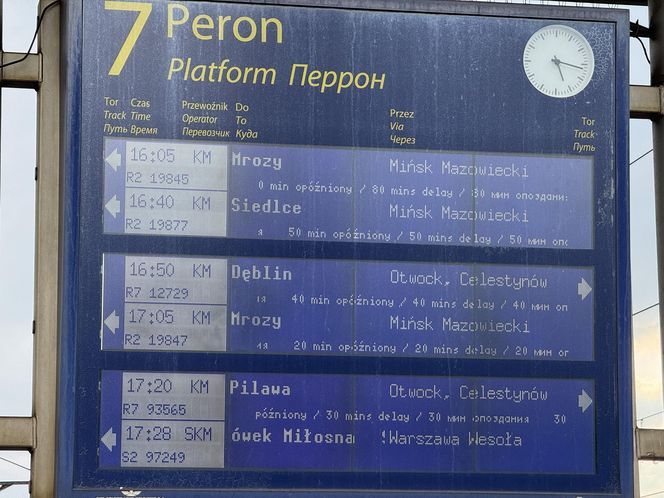 7 Peron
Platform Перрон
Tor Czas Przewoźnik Do Przez Tor
Track Time Operator To Via Track
Путь Время Перевозчик Куда Через Путь
16:05 KM Mrozy Mińsk Mazowiecki
R2 19845 0 min opóźniony / 80 mins delay / 80 мин опоздани
16:40 KM Siedlce Mińsk Mazowiecki
R2 19877 я 50 min opóźniony / 50 mins delay / 50 мин опо
16:50 KM Dęblin Otwock, Celestynów
R7 12729 ия 40 min opóźniony / 40 mins delay / 40 мин оп
17:05 KM Mrozy Mińsk Mazowiecki
R2 19847 ия 20 min opóźniony / 20 mins delay / 20 мин ог
17:20 KM Pilawa Otwock, Celestynów
R7 93565 późniony / 30 mins delay / 30 мин опоздания 30
17:28 SKM ówek Miłosna Warszawa Wesoła
S2 97249